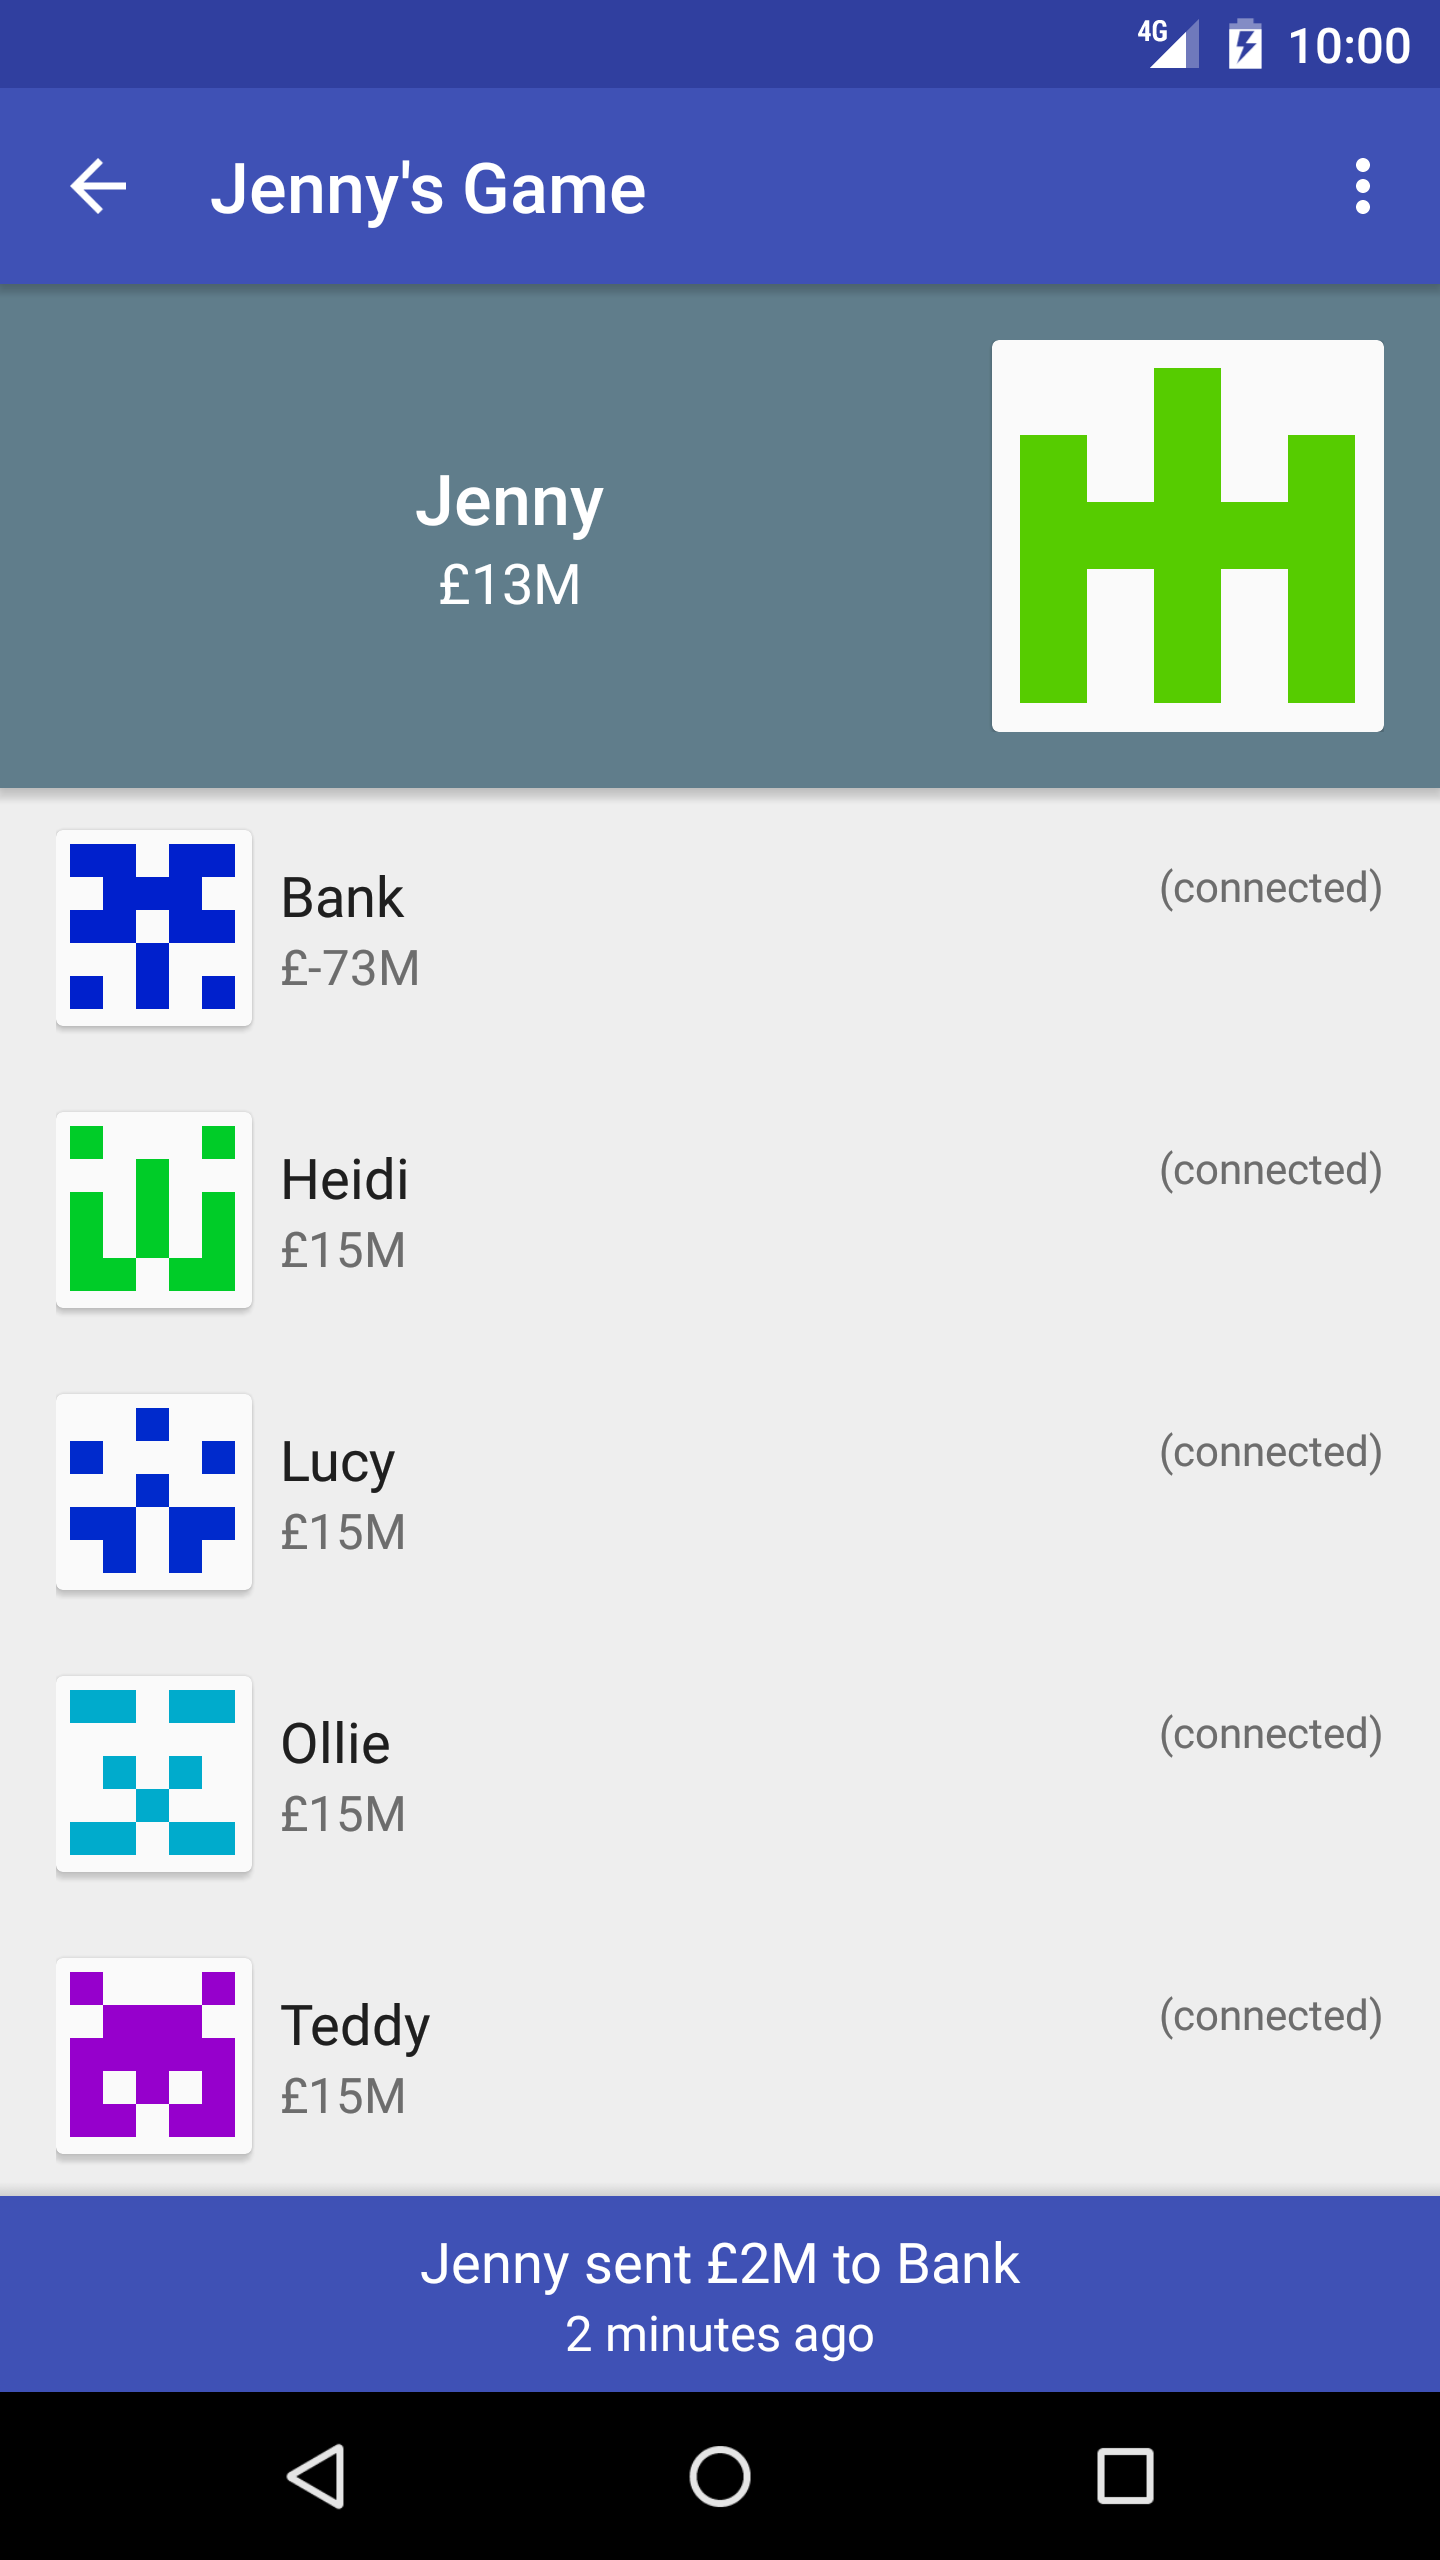 4G 10:00
Jenny's Game
Jenny
£13M
Bank (connected)
£-73M
Heidi (connected)
£15M
Lucy (connected)
£15M
Ollie (connected)
£15M
Teddy (connected)
£15M
Jenny sent £2M to Bank
2 minutes ago